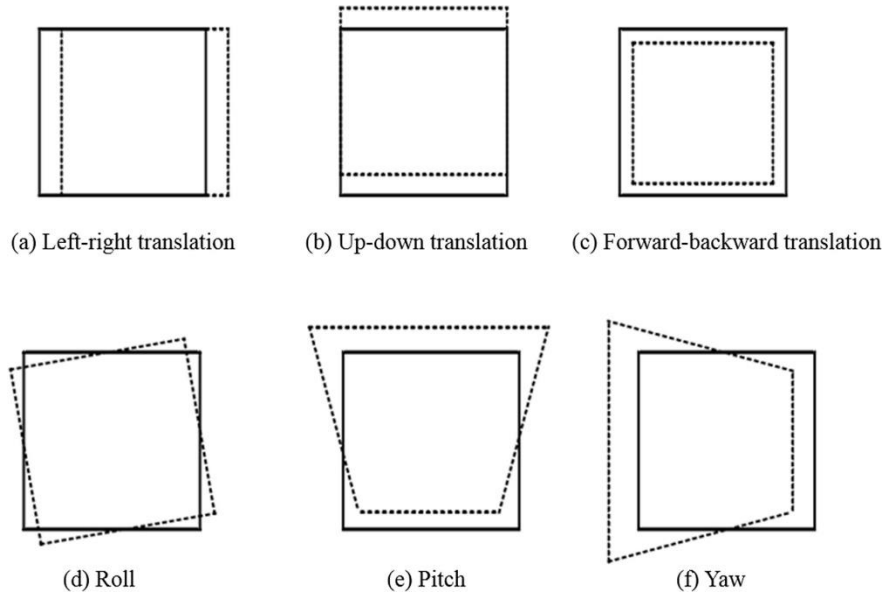 (a) Left-right translation
(b) Up-down translation
(c) Forward-backward translation
(d) Roll
(e) Pitch
(f) Yaw